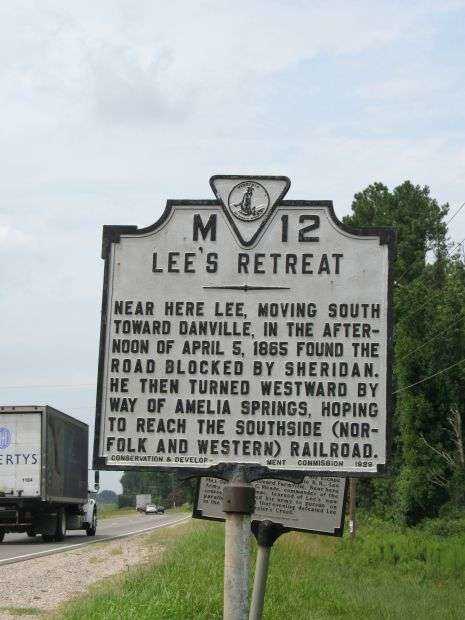 M 12
LEE'S RETREAT
NEAR HERE LEE, MOVING SOUTH
TOWARD DANVILLE, IN THE AFTER-
NOON OF APRIL 5, 1865 FOUND THE
ROAD BLOCKED BY SHERIDAN.
HE THEN TURNED WESTWARD BY
WAY OF AMELIA SPRINGS, HOPING
TO REACH THE SOUTHSIDE (NOR-
FOLK AND WESTERN) RAILROAD.
CONSERVATION & DEVELOPMENT COMMISSION 1929
ERTYS
1104